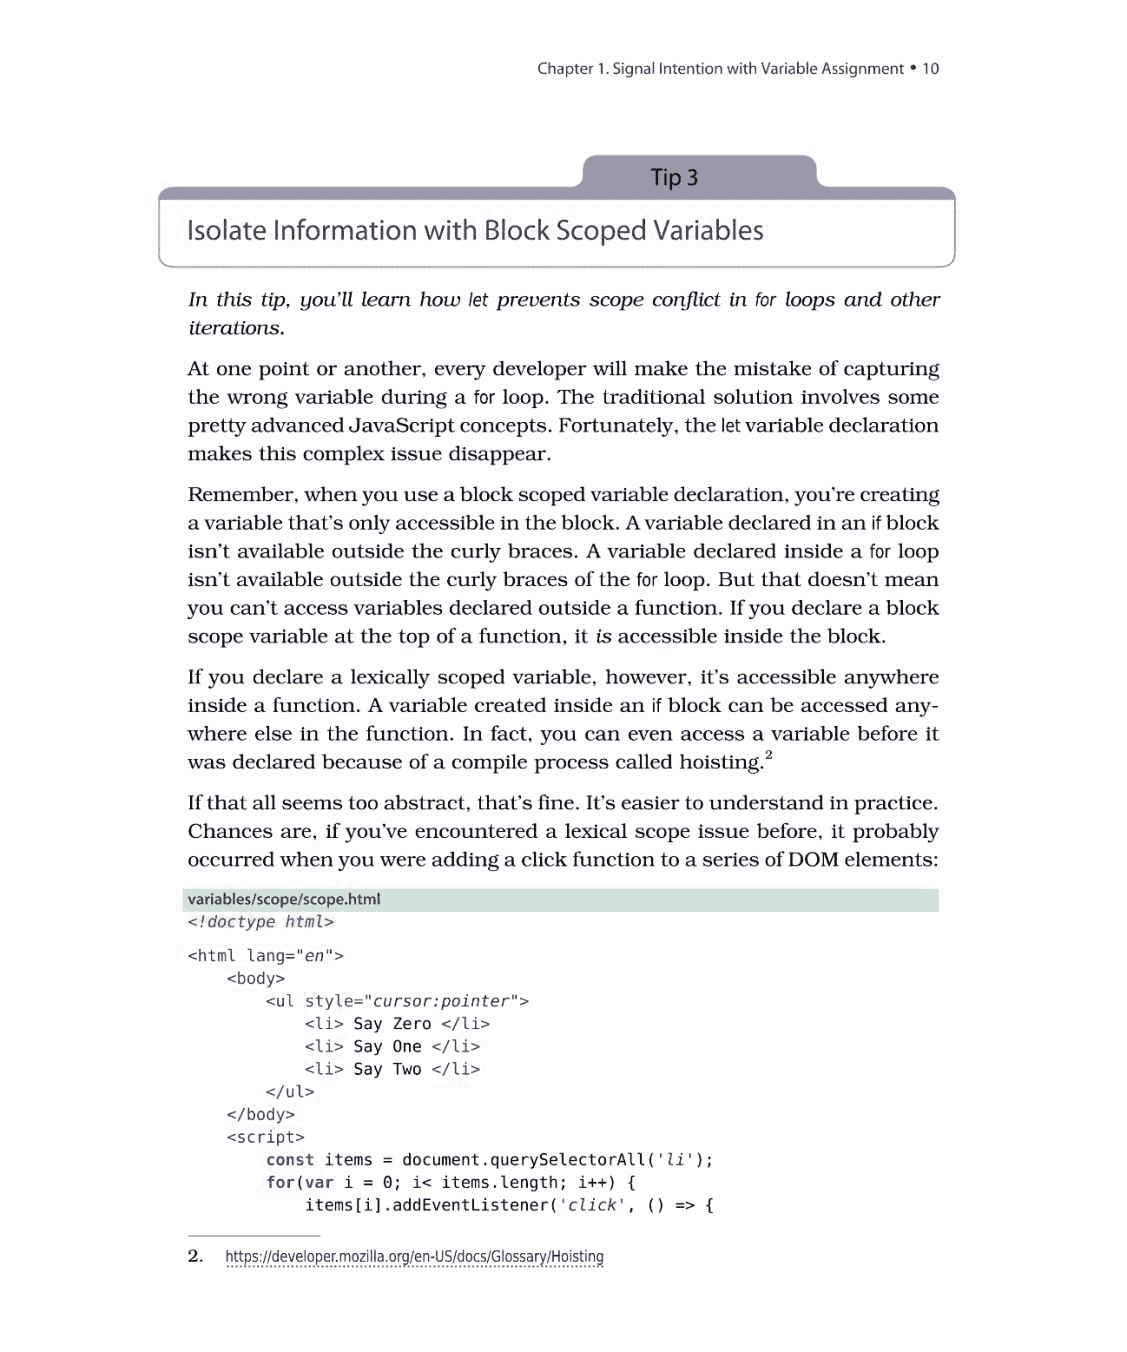 Chapter 1. Signal Intention with Variable Assignment • 10
Tip 3
Isolate Information with Block Scoped Variables
In this tip, you'll learn how let prevents scope conflict in for loops and other
iterations.
At one point or another, every developer will make the mistake of capturing
the wrong variable during a for loop. The traditional solution involves some
pretty advanced JavaScript concepts. Fortunately, the let variable declaration
makes this complex issue disappear.
Remember, when you use a block scoped variable declaration, you're creating
a variable that's only accessible in the block. A variable declared in an if block
isn't available outside the curly braces. A variable declared inside a for loop
isn't available outside the curly braces of the for loop. But that doesn't mean
you can't access variables declared outside a function. If you declare a block
scope variable at the top of a function, it is accessible inside the block.
If you declare a lexically scoped variable, however, it's accessible anywhere
inside a function. A variable created inside an if block can be accessed any-
where else in the function. In fact, you can even access a variable before it
was declared because of a compile process called hoisting.²
If that all seems too abstract, that's fine. It's easier to understand in practice.
Chances are, if you've encountered a lexical scope issue before, it probably
occurred when you were adding a click function to a series of DOM elements:
variables/scope/scope.html
<!doctype html>
<html lang="en">
<body>
<ul style="cursor:pointer">
<li> Say Zero </li>
<li> Say One </li>
<li> Say Two </li>
</ul>
</body>
<script>
const items = document.querySelectorAll('li');
for(var i = 0; i< items.length; i++) {
items[i].addEventListener('click', () => {
2. https://developer.mozilla.org/en-US/docs/Glossary/Hoisting